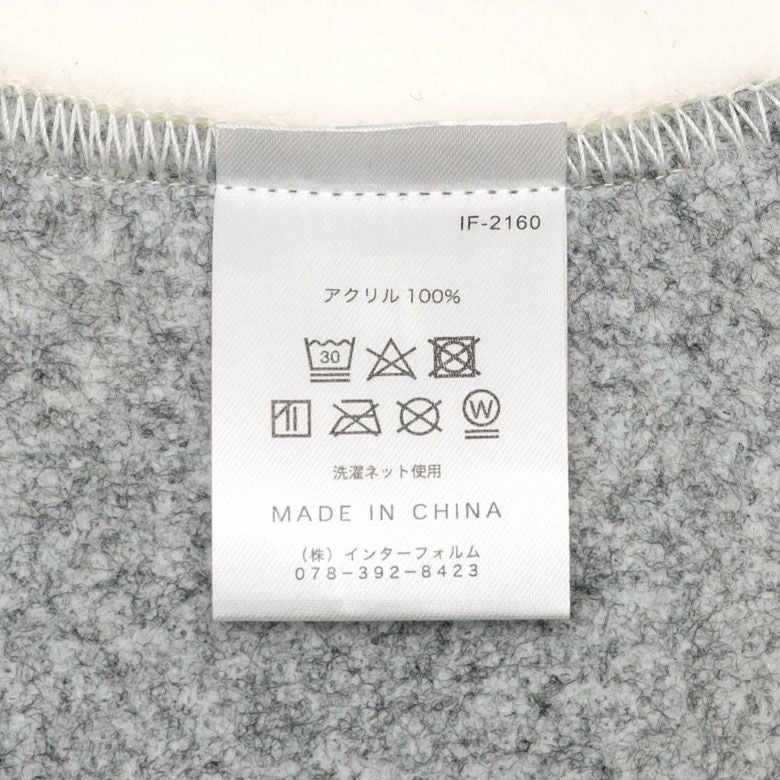 IF-2160
アクリル 100%
30
W
洗濯ネット使用
MADE IN CHINA
（株）インターフォルム
078-392-8423